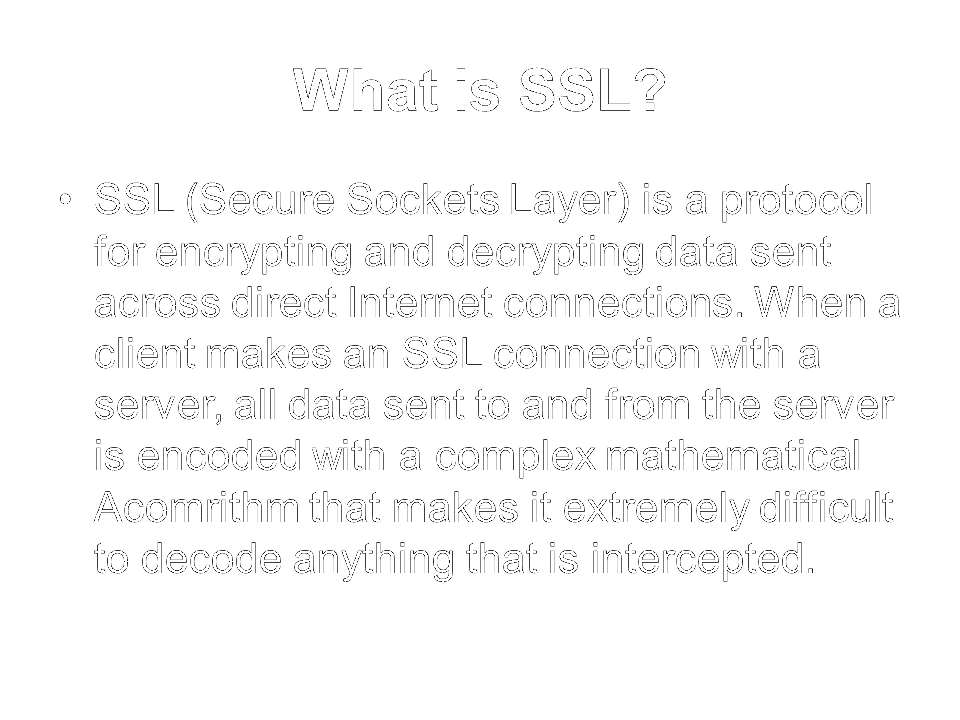 What is SSL?
• SSL (Secure Sockets Layer) is a protocol
for encrypting and decrypting data sent
across direct Internet connections. When a
client makes an SSL connection with a
server, all data sent to and from the server
is encoded with a complex mathematical
Acomrithm that makes it extremely difficult
to decode anything that is intercepted.